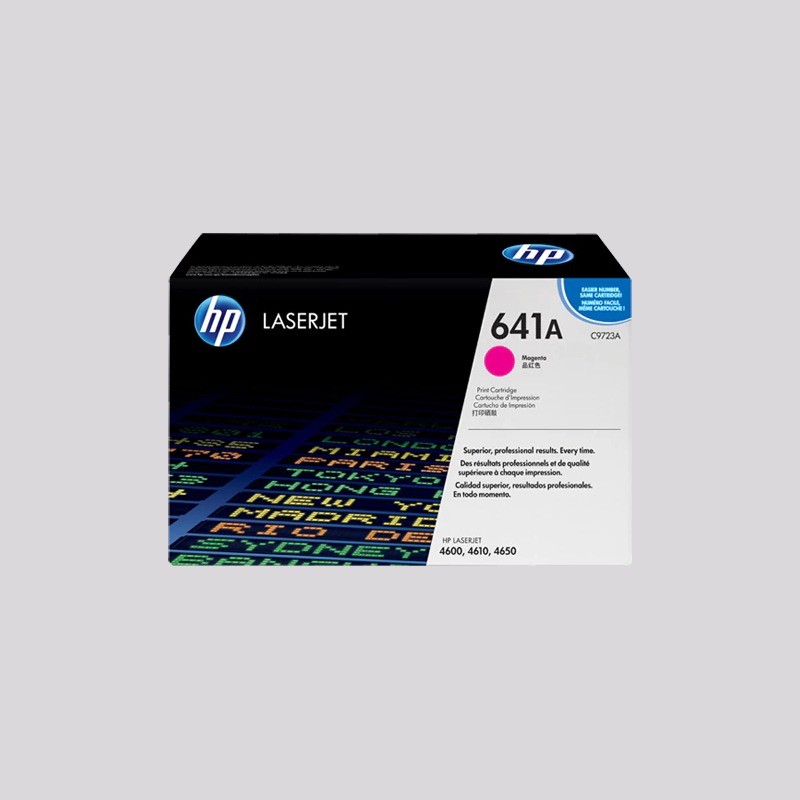 hp
hp
LASERJET
EASIER NUMBER,
SAME CARTRIDGE!
NUMÉRO FACILE,
MÊME CARTOUCHE!
641A
C9723A
Magenta
品红色
Print Cartridge
Cartouche d'Impression
Cartucho de Impresión
打印硒鼓
Superior, professional results. Every time.
Des résultats professionnels et de qualité
supérieure à chaque impression.
Calidad superior, resultados profesionales.
En todo momento.
HP LASERJET
4600, 4610, 4650
LONDO
MIAMI
PARIS
TOKYO
HONG
NEW YO
MADRID
RIO DE
SYDNEY